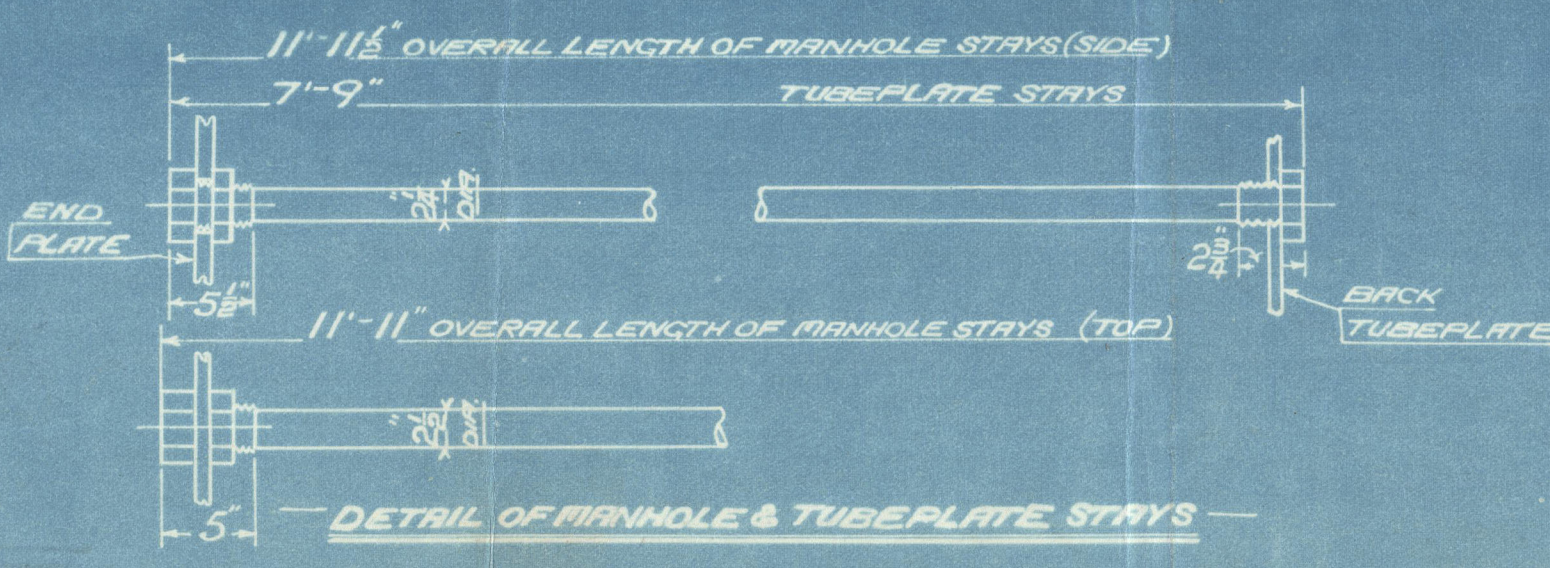 11'-11½" OVERALL LENGTH OF MANHOLE STAYS (SIDE)
7'-9" TUBEPLATE STAYS
END
PLATE
2¼" DIA.
5½"
2¾"
BACK
TUBEPLATE
11'-11" OVERALL LENGTH OF MANHOLE STAYS (TOP)
2½" DIA.
5"
DETAIL OF MANHOLE & TUBEPLATE STAYS